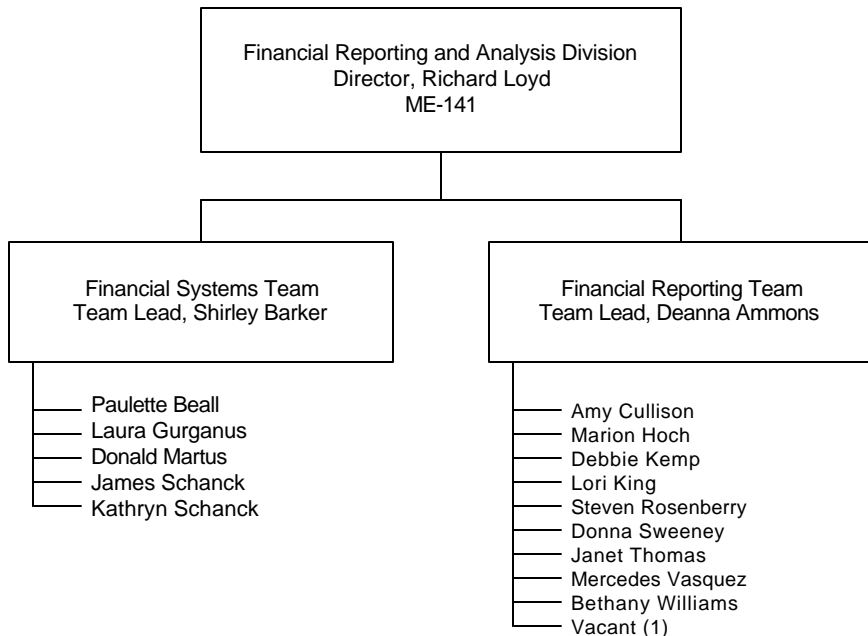 Financial Reporting and Analysis Division
Director, Richard Loyd
ME-141
Financial Systems Team
Team Lead, Shirley Barker
Paulette Beall
Laura Gurganus
Donald Martus
James Schanck
Kathryn Schanck
Financial Reporting Team
Team Lead, Deanna Ammons
Amy Cullison
Marion Hoch
Debbie Kemp
Lori King
Steven Rosenberry
Donna Sweeney
Janet Thomas
Mercedes Vasquez
Bethany Williams
Vacant (1)